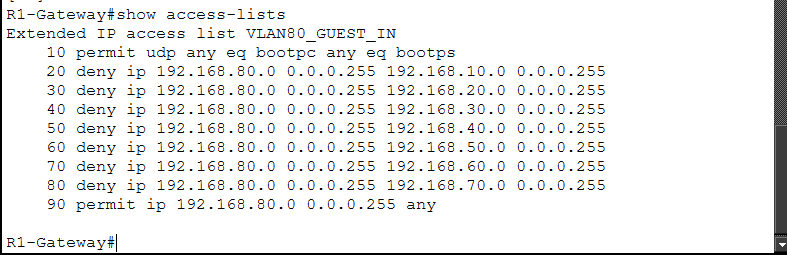 R1-Gateway#show access-lists
Extended IP access list VLAN80_GUEST_IN
    10 permit udp any eq bootpc any eq bootps
    20 deny ip 192.168.80.0 0.0.0.255 192.168.10.0 0.0.0.255
    30 deny ip 192.168.80.0 0.0.0.255 192.168.20.0 0.0.0.255
    40 deny ip 192.168.80.0 0.0.0.255 192.168.30.0 0.0.0.255
    50 deny ip 192.168.80.0 0.0.0.255 192.168.40.0 0.0.0.255
    60 deny ip 192.168.80.0 0.0.0.255 192.168.50.0 0.0.0.255
    70 deny ip 192.168.80.0 0.0.0.255 192.168.60.0 0.0.0.255
    80 deny ip 192.168.80.0 0.0.0.255 192.168.70.0 0.0.0.255
    90 permit ip 192.168.80.0 0.0.0.255 any
R1-Gateway#